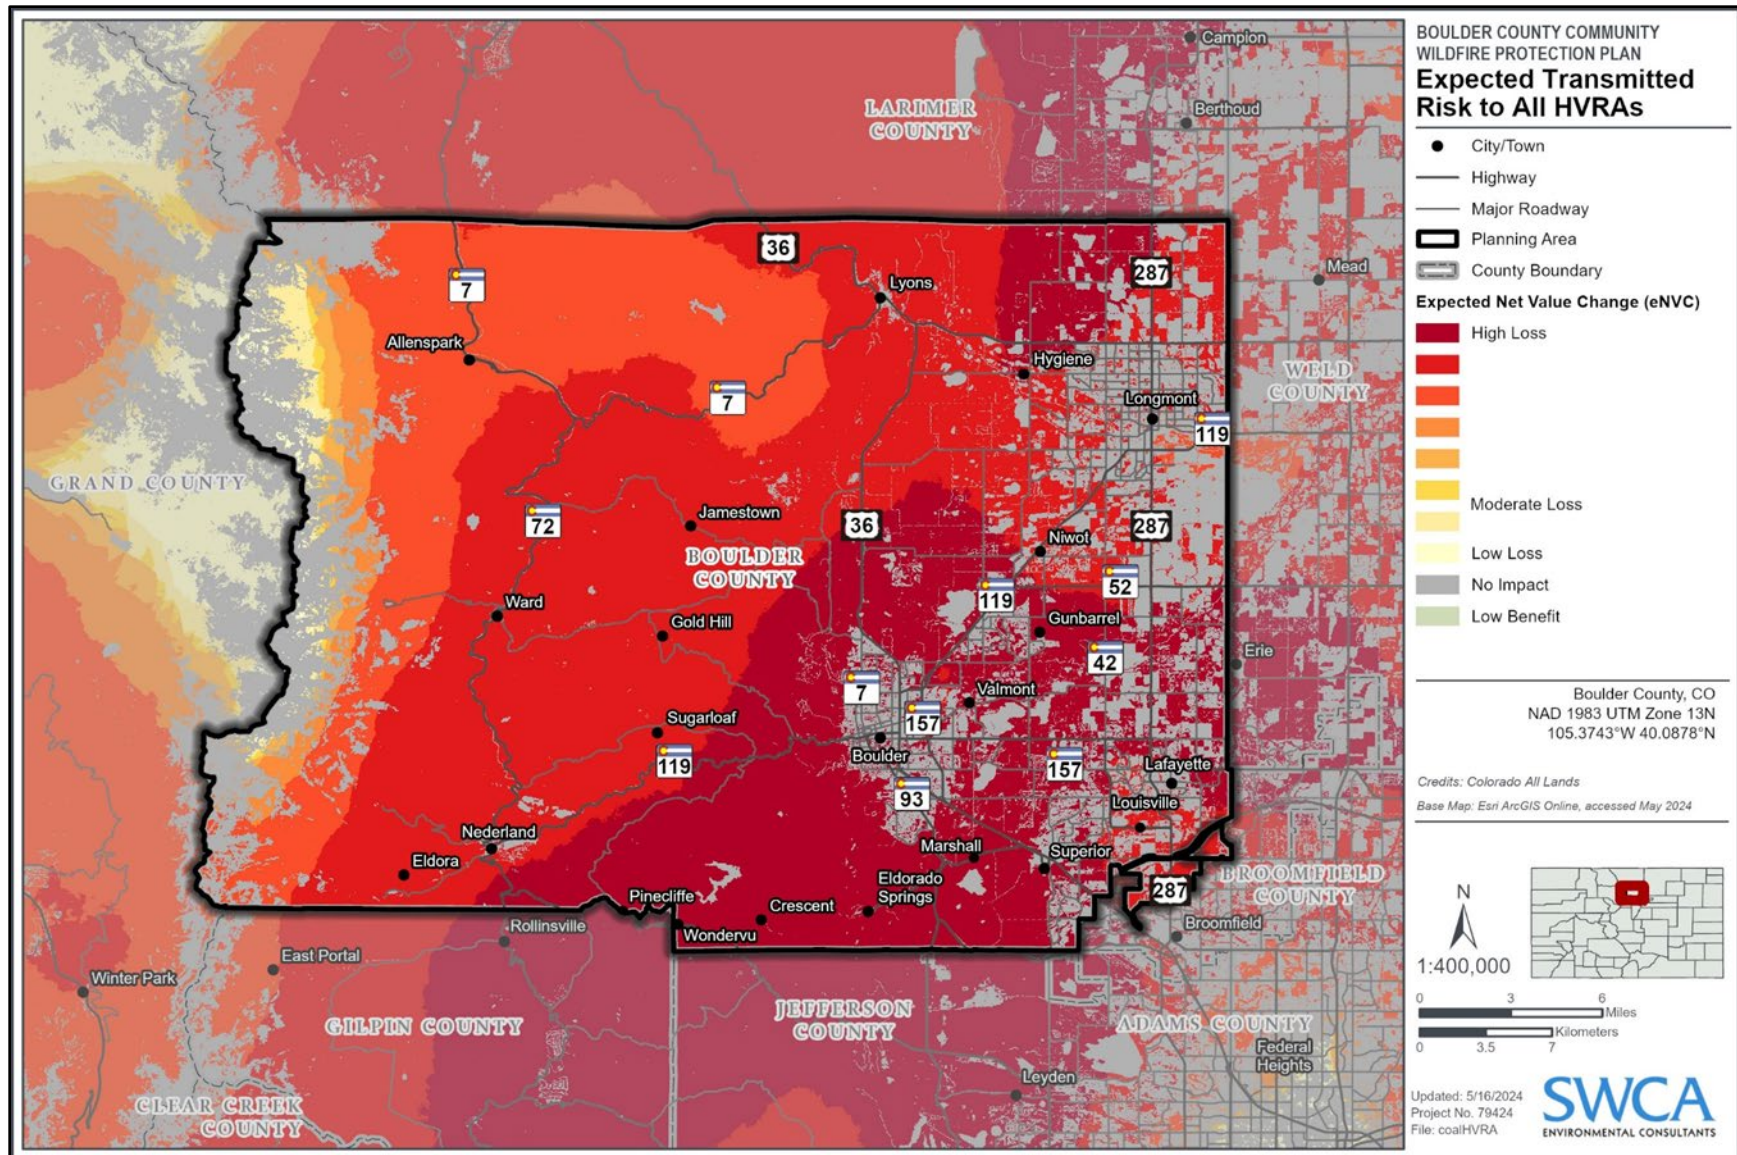 Campion
Berthoud
LARIMER
COUNTY
36
287
7
Mead
Lyons
Allenspark
Hygiene
WELD
COUNTY
7
Longmont
119
GRAND COUNTY
72
Jamestown
36
287
Niwot
BOULDER
COUNTY
52
119
Ward
Gold Hill
Gunbarrel
42
Erie
7
Valmont
157
Sugarloaf
Boulder
119
157
Lafayette
93
Louisville
Nederland
Marshall
Superior
Eldora
BROOMFIELD
COUNTY
287
Eldorado
Springs
Pinecliffe
Crescent
Wondervu
Rollinsville
Broomfield
East Portal
Winter Park
GILPIN COUNTY
JEFFERSON
COUNTY
ADAMS COUNTY
Federal
Heights
Leyden
CLEAR CREEK
COUNTY
BOULDER COUNTY COMMUNITY
WILDFIRE PROTECTION PLAN
Expected Transmitted
Risk to All HVRAs
City/Town
Highway
Major Roadway
Planning Area
County Boundary
Expected Net Value Change (eNVC)
High Loss
Moderate Loss
Low Loss
No Impact
Low Benefit
Boulder County, CO
NAD 1983 UTM Zone 13N
105.3743°W 40.0878°N
Credits: Colorado All Lands
Base Map: Esri ArcGIS Online, accessed May 2024
N
1:400,000
0 3 6
Miles
Kilometers
0 3.5 7
Updated: 5/16/2024
Project No. 79424
File: coalHVRA
SWCA
ENVIRONMENTAL CONSULTANTS